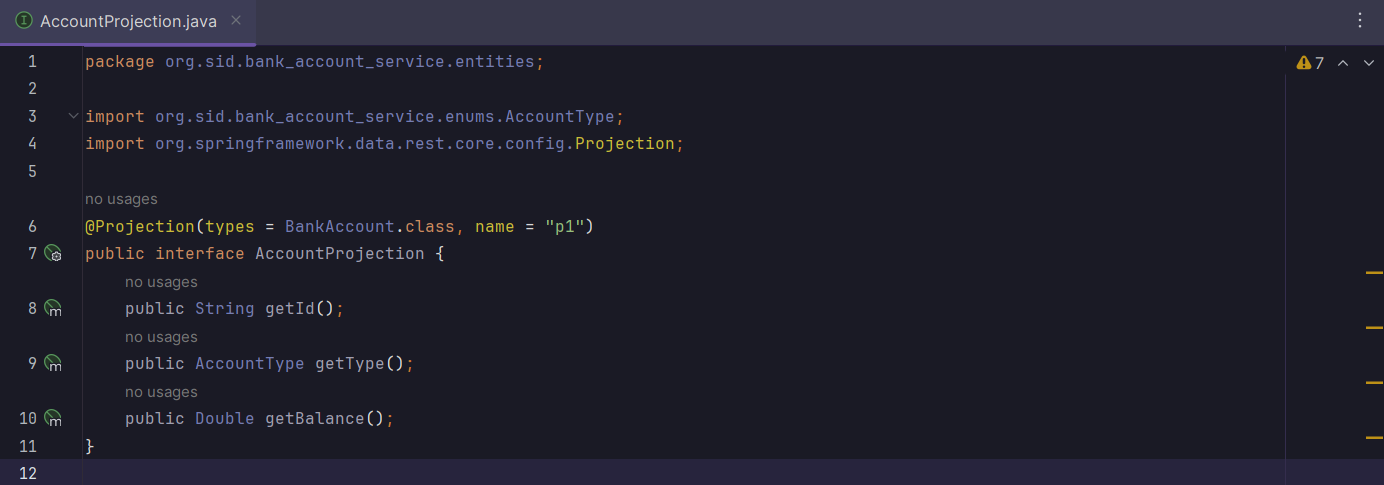 AccountProjection.java
7
1 package org.sid.bank_account_service.entities;
2
3 import org.sid.bank_account_service.enums.AccountType;
4 import org.springframework.data.rest.core.config.Projection;
5
no usages
6 @Projection(types = BankAccount.class, name = "p1")
7 public interface AccountProjection {
no usages
8 public String getId();
no usages
9 public AccountType getType();
no usages
10 public Double getBalance();
11 }
12